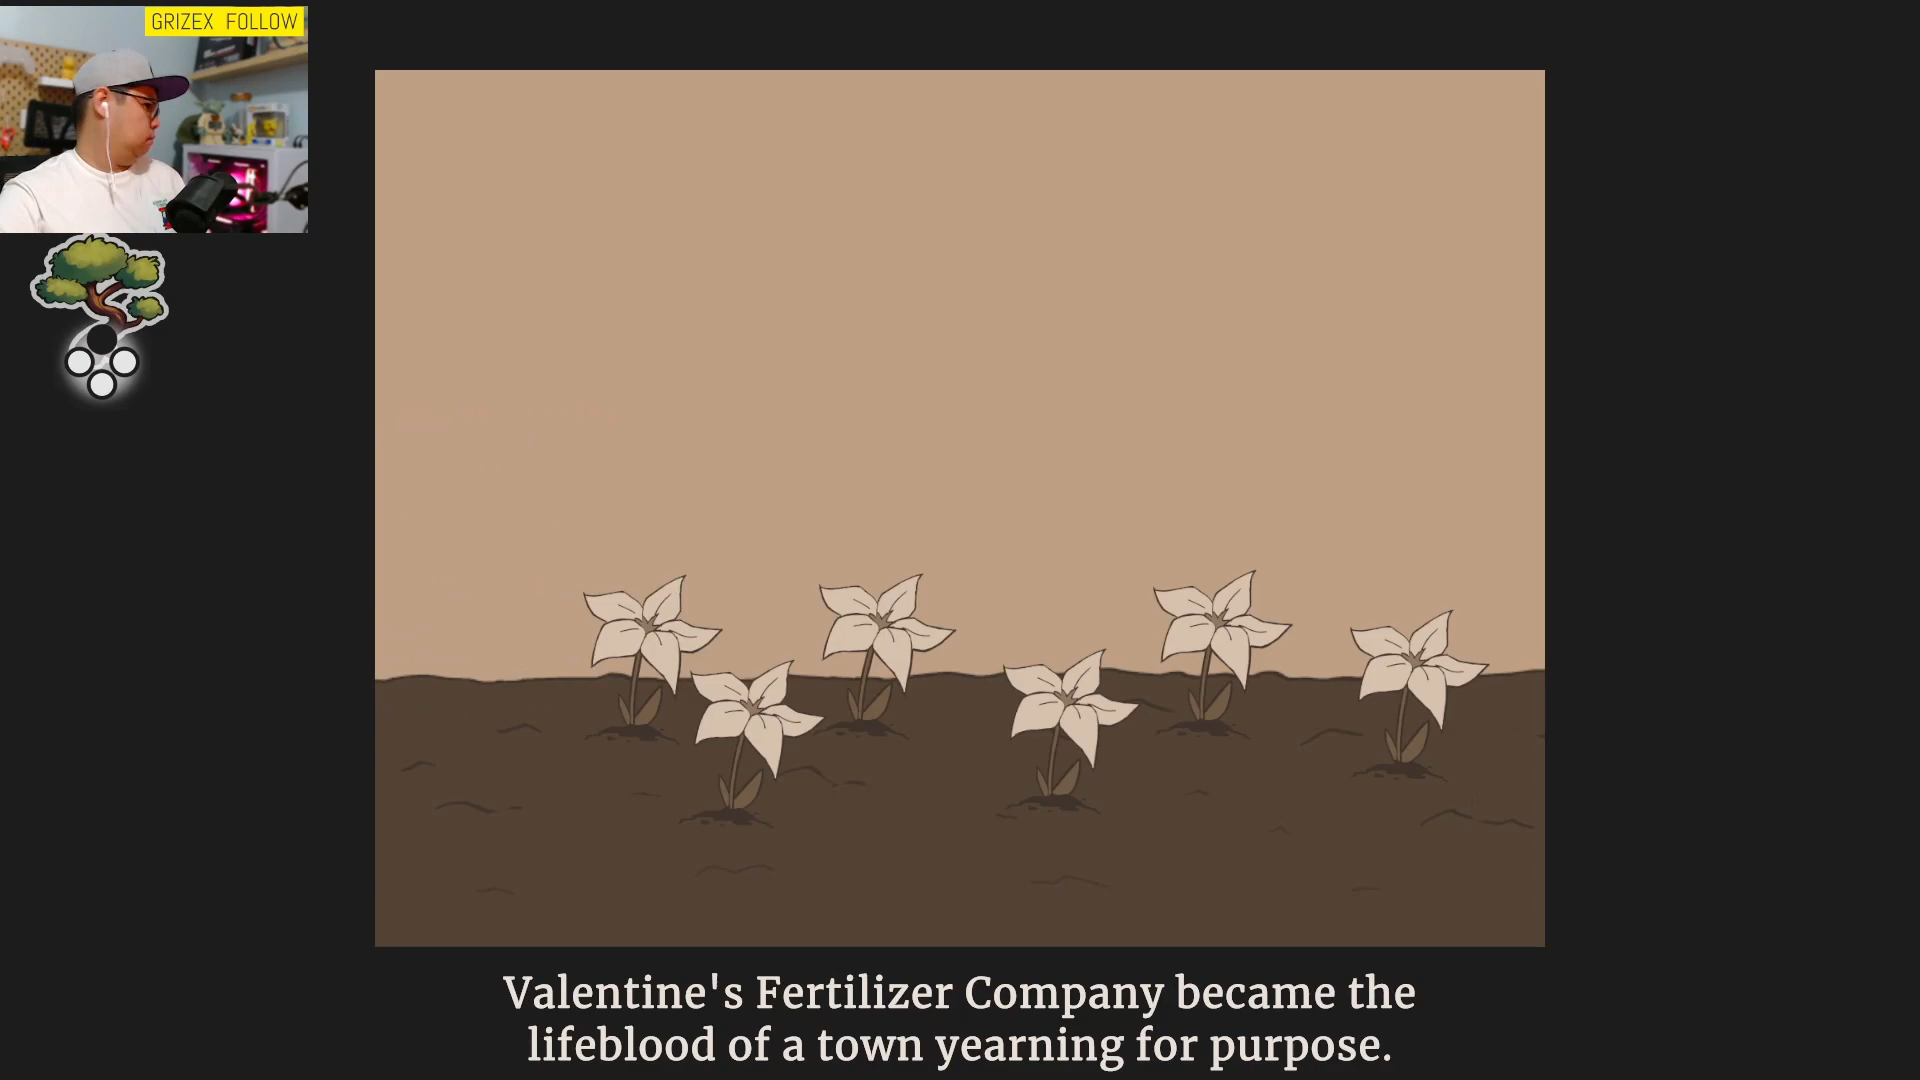 GRIZEX FOLLOW
Valentine's Fertilizer Company became the
lifeblood of a town yearning for purpose.